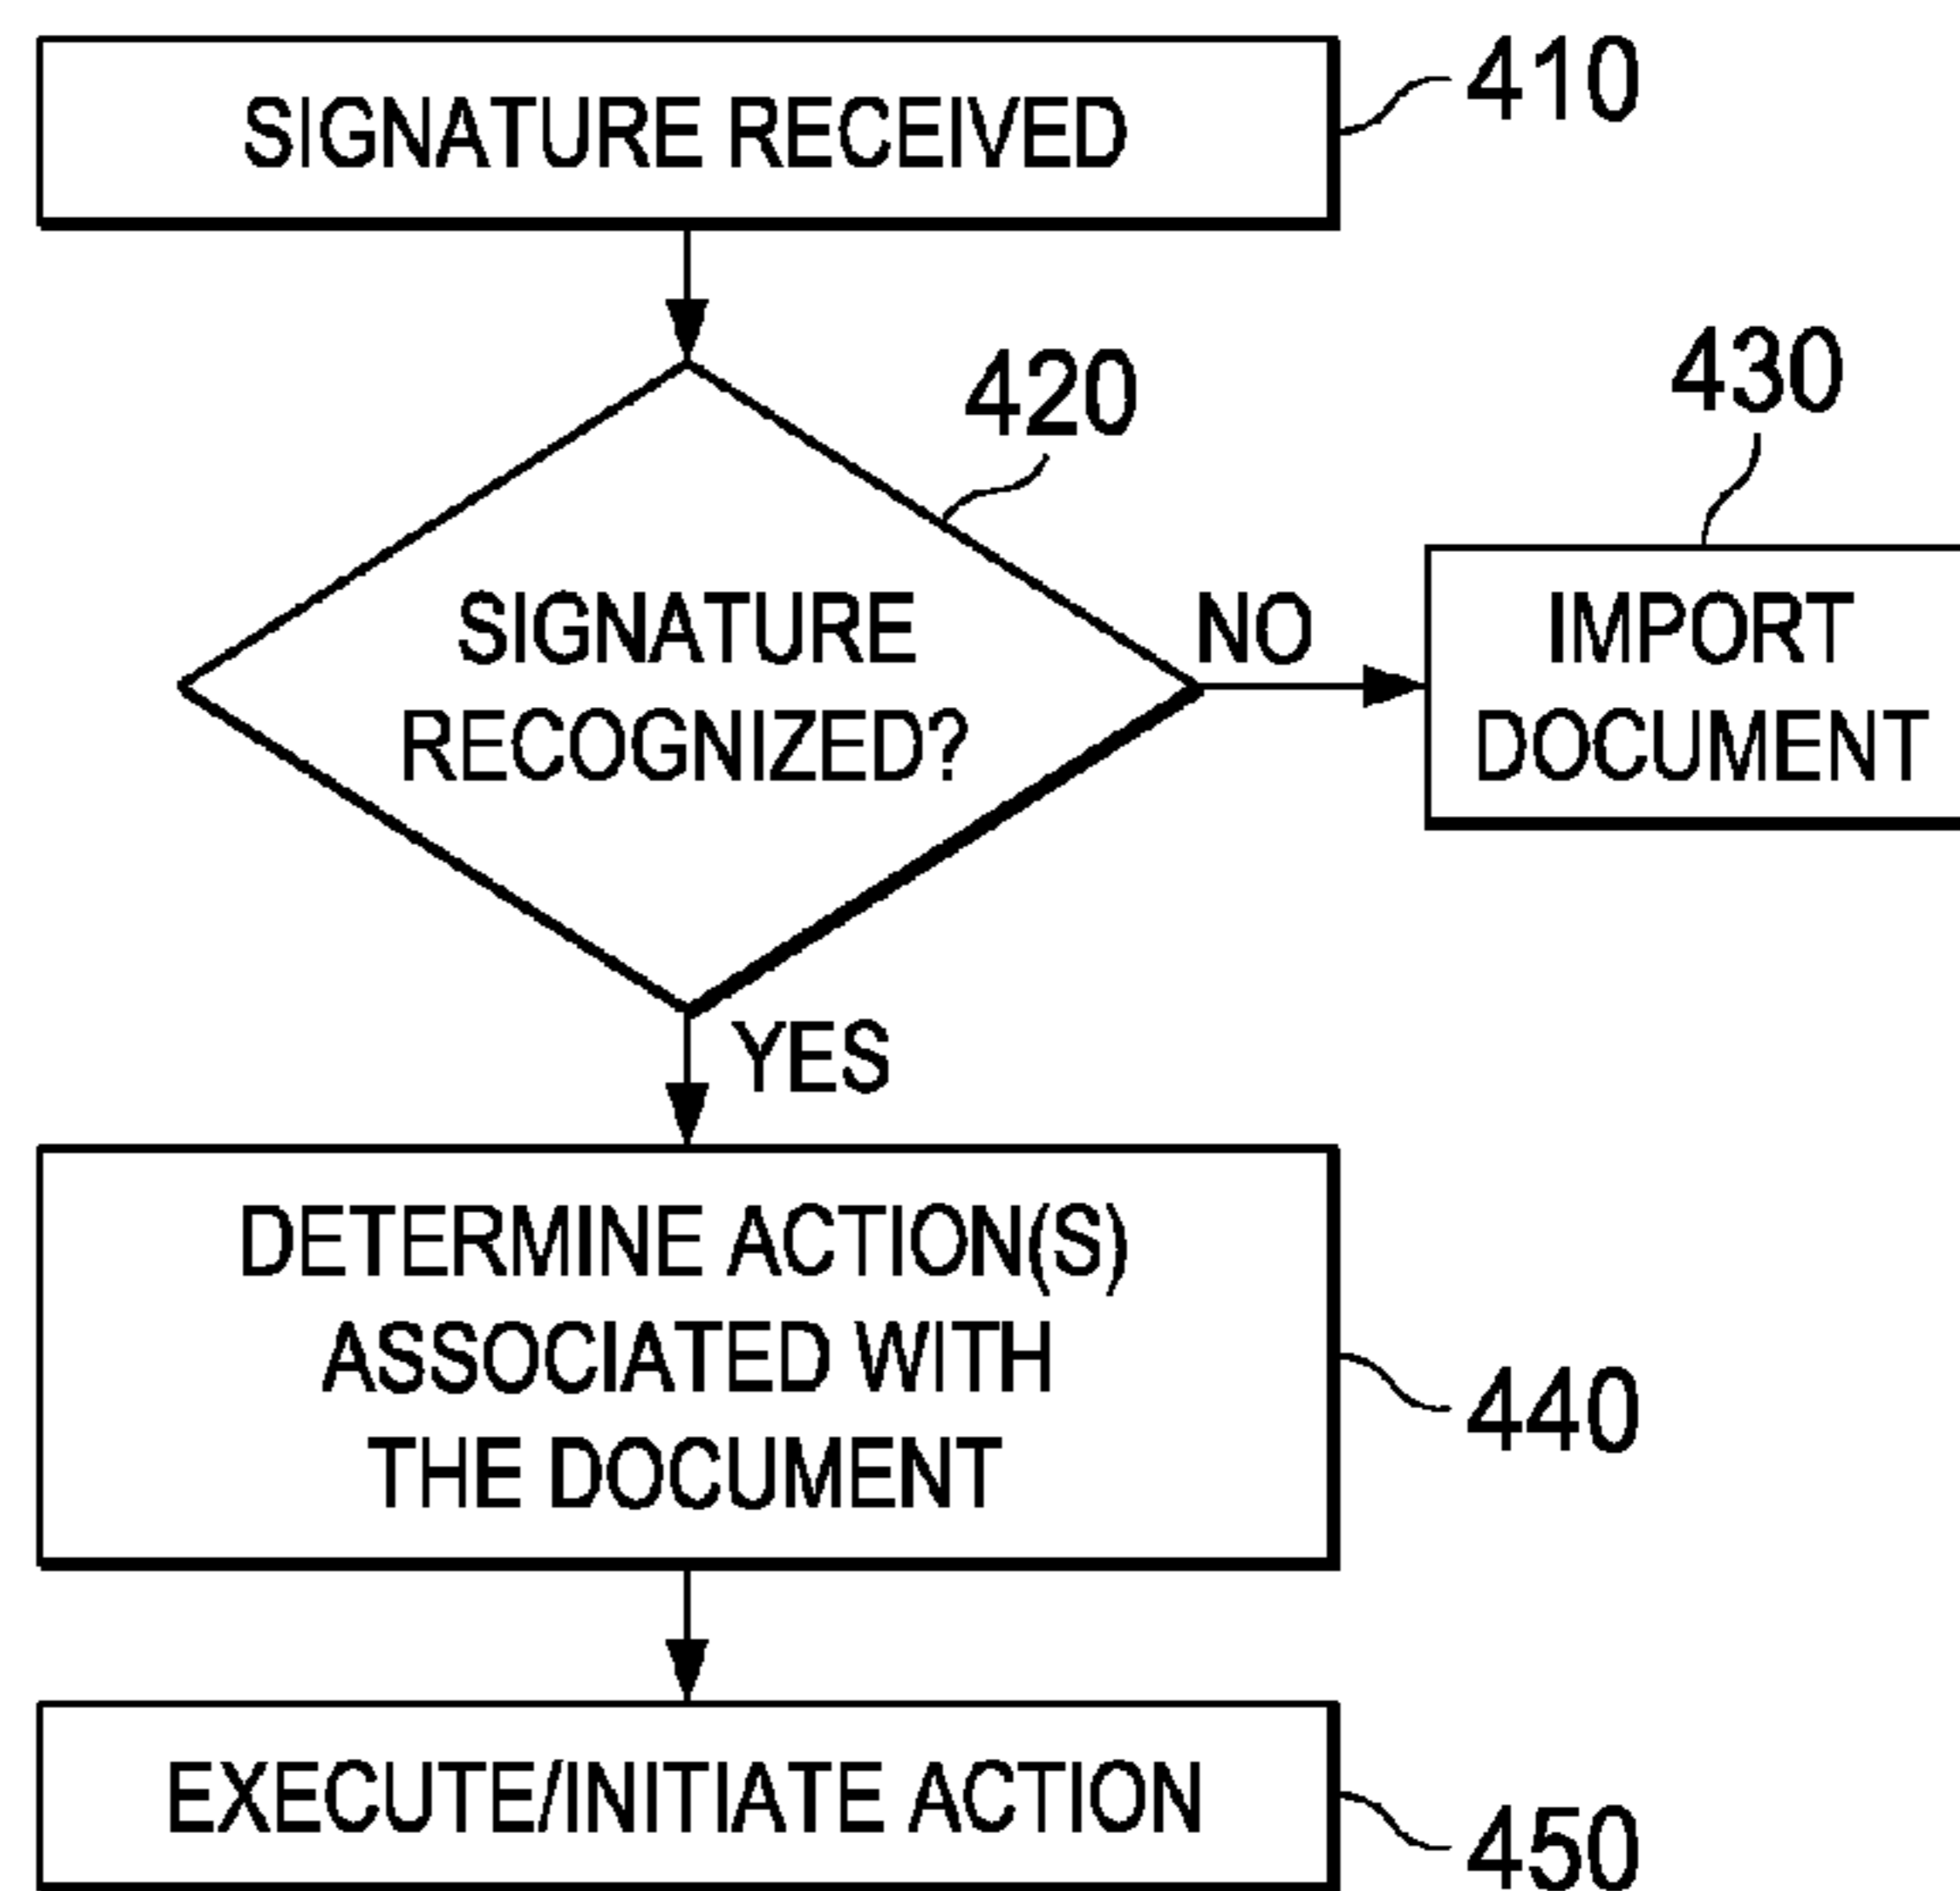 SIGNATURE RECEIVED
410
420
430
SIGNATURE
RECOGNIZED?
NO
IMPORT
DOCUMENT
YES
DETERMINE ACTION(S)
ASSOCIATED WITH
THE DOCUMENT
440
EXECUTE/INITIATE ACTION
450